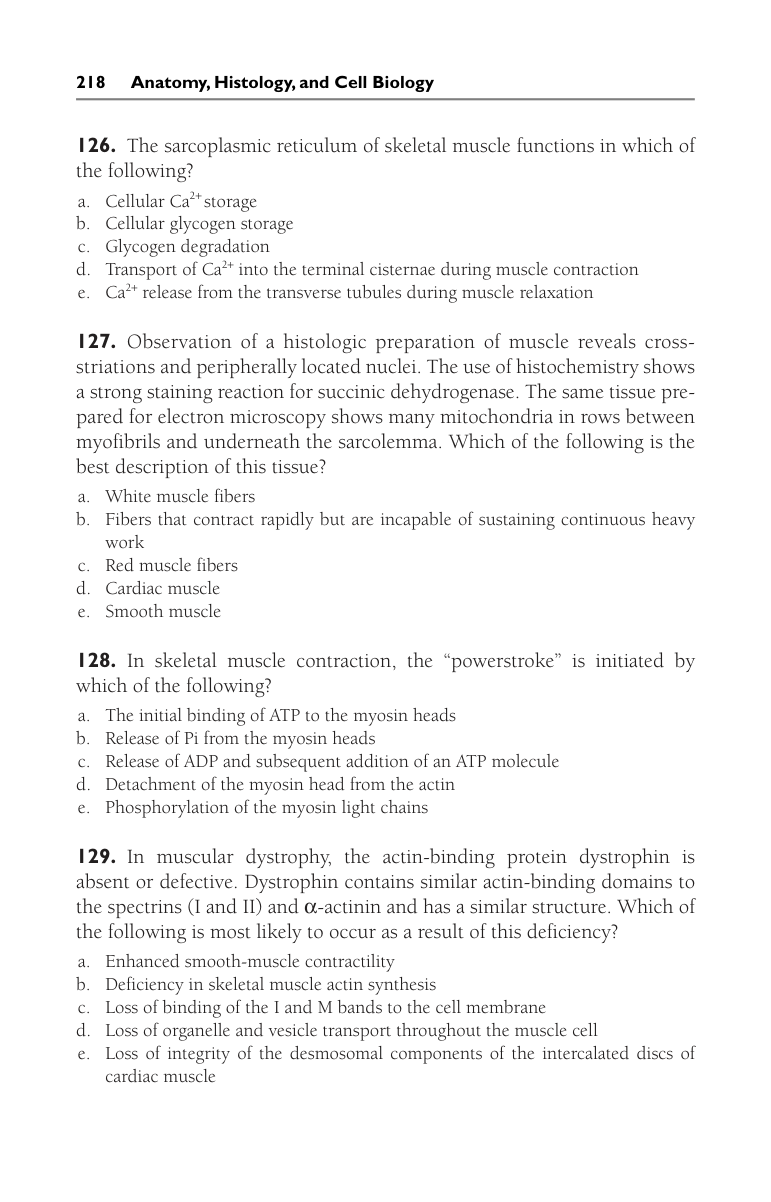 218 Anatomy, Histology, and Cell Biology
126. The sarcoplasmic reticulum of skeletal muscle functions in which of
the following?
a. Cellular Ca²⁺ storage
b. Cellular glycogen storage
c. Glycogen degradation
d. Transport of Ca²⁺ into the terminal cisternae during muscle contraction
e. Ca²⁺ release from the transverse tubules during muscle relaxation
127. Observation of a histologic preparation of muscle reveals cross-
striations and peripherally located nuclei. The use of histochemistry shows
a strong staining reaction for succinic dehydrogenase. The same tissue pre-
pared for electron microscopy shows many mitochondria in rows between
myofibrils and underneath the sarcolemma. Which of the following is the
best description of this tissue?
a. White muscle fibers
b. Fibers that contract rapidly but are incapable of sustaining continuous heavy
work
c. Red muscle fibers
d. Cardiac muscle
e. Smooth muscle
128. In skeletal muscle contraction, the “powerstroke” is initiated by
which of the following?
a. The initial binding of ATP to the myosin heads
b. Release of Pi from the myosin heads
c. Release of ADP and subsequent addition of an ATP molecule
d. Detachment of the myosin head from the actin
e. Phosphorylation of the myosin light chains
129. In muscular dystrophy, the actin-binding protein dystrophin is
absent or defective. Dystrophin contains similar actin-binding domains to
the spectrins (I and II) and α-actinin and has a similar structure. Which of
the following is most likely to occur as a result of this deficiency?
a. Enhanced smooth-muscle contractility
b. Deficiency in skeletal muscle actin synthesis
c. Loss of binding of the I and M bands to the cell membrane
d. Loss of organelle and vesicle transport throughout the muscle cell
e. Loss of integrity of the desmosomal components of the intercalated discs of
cardiac muscle